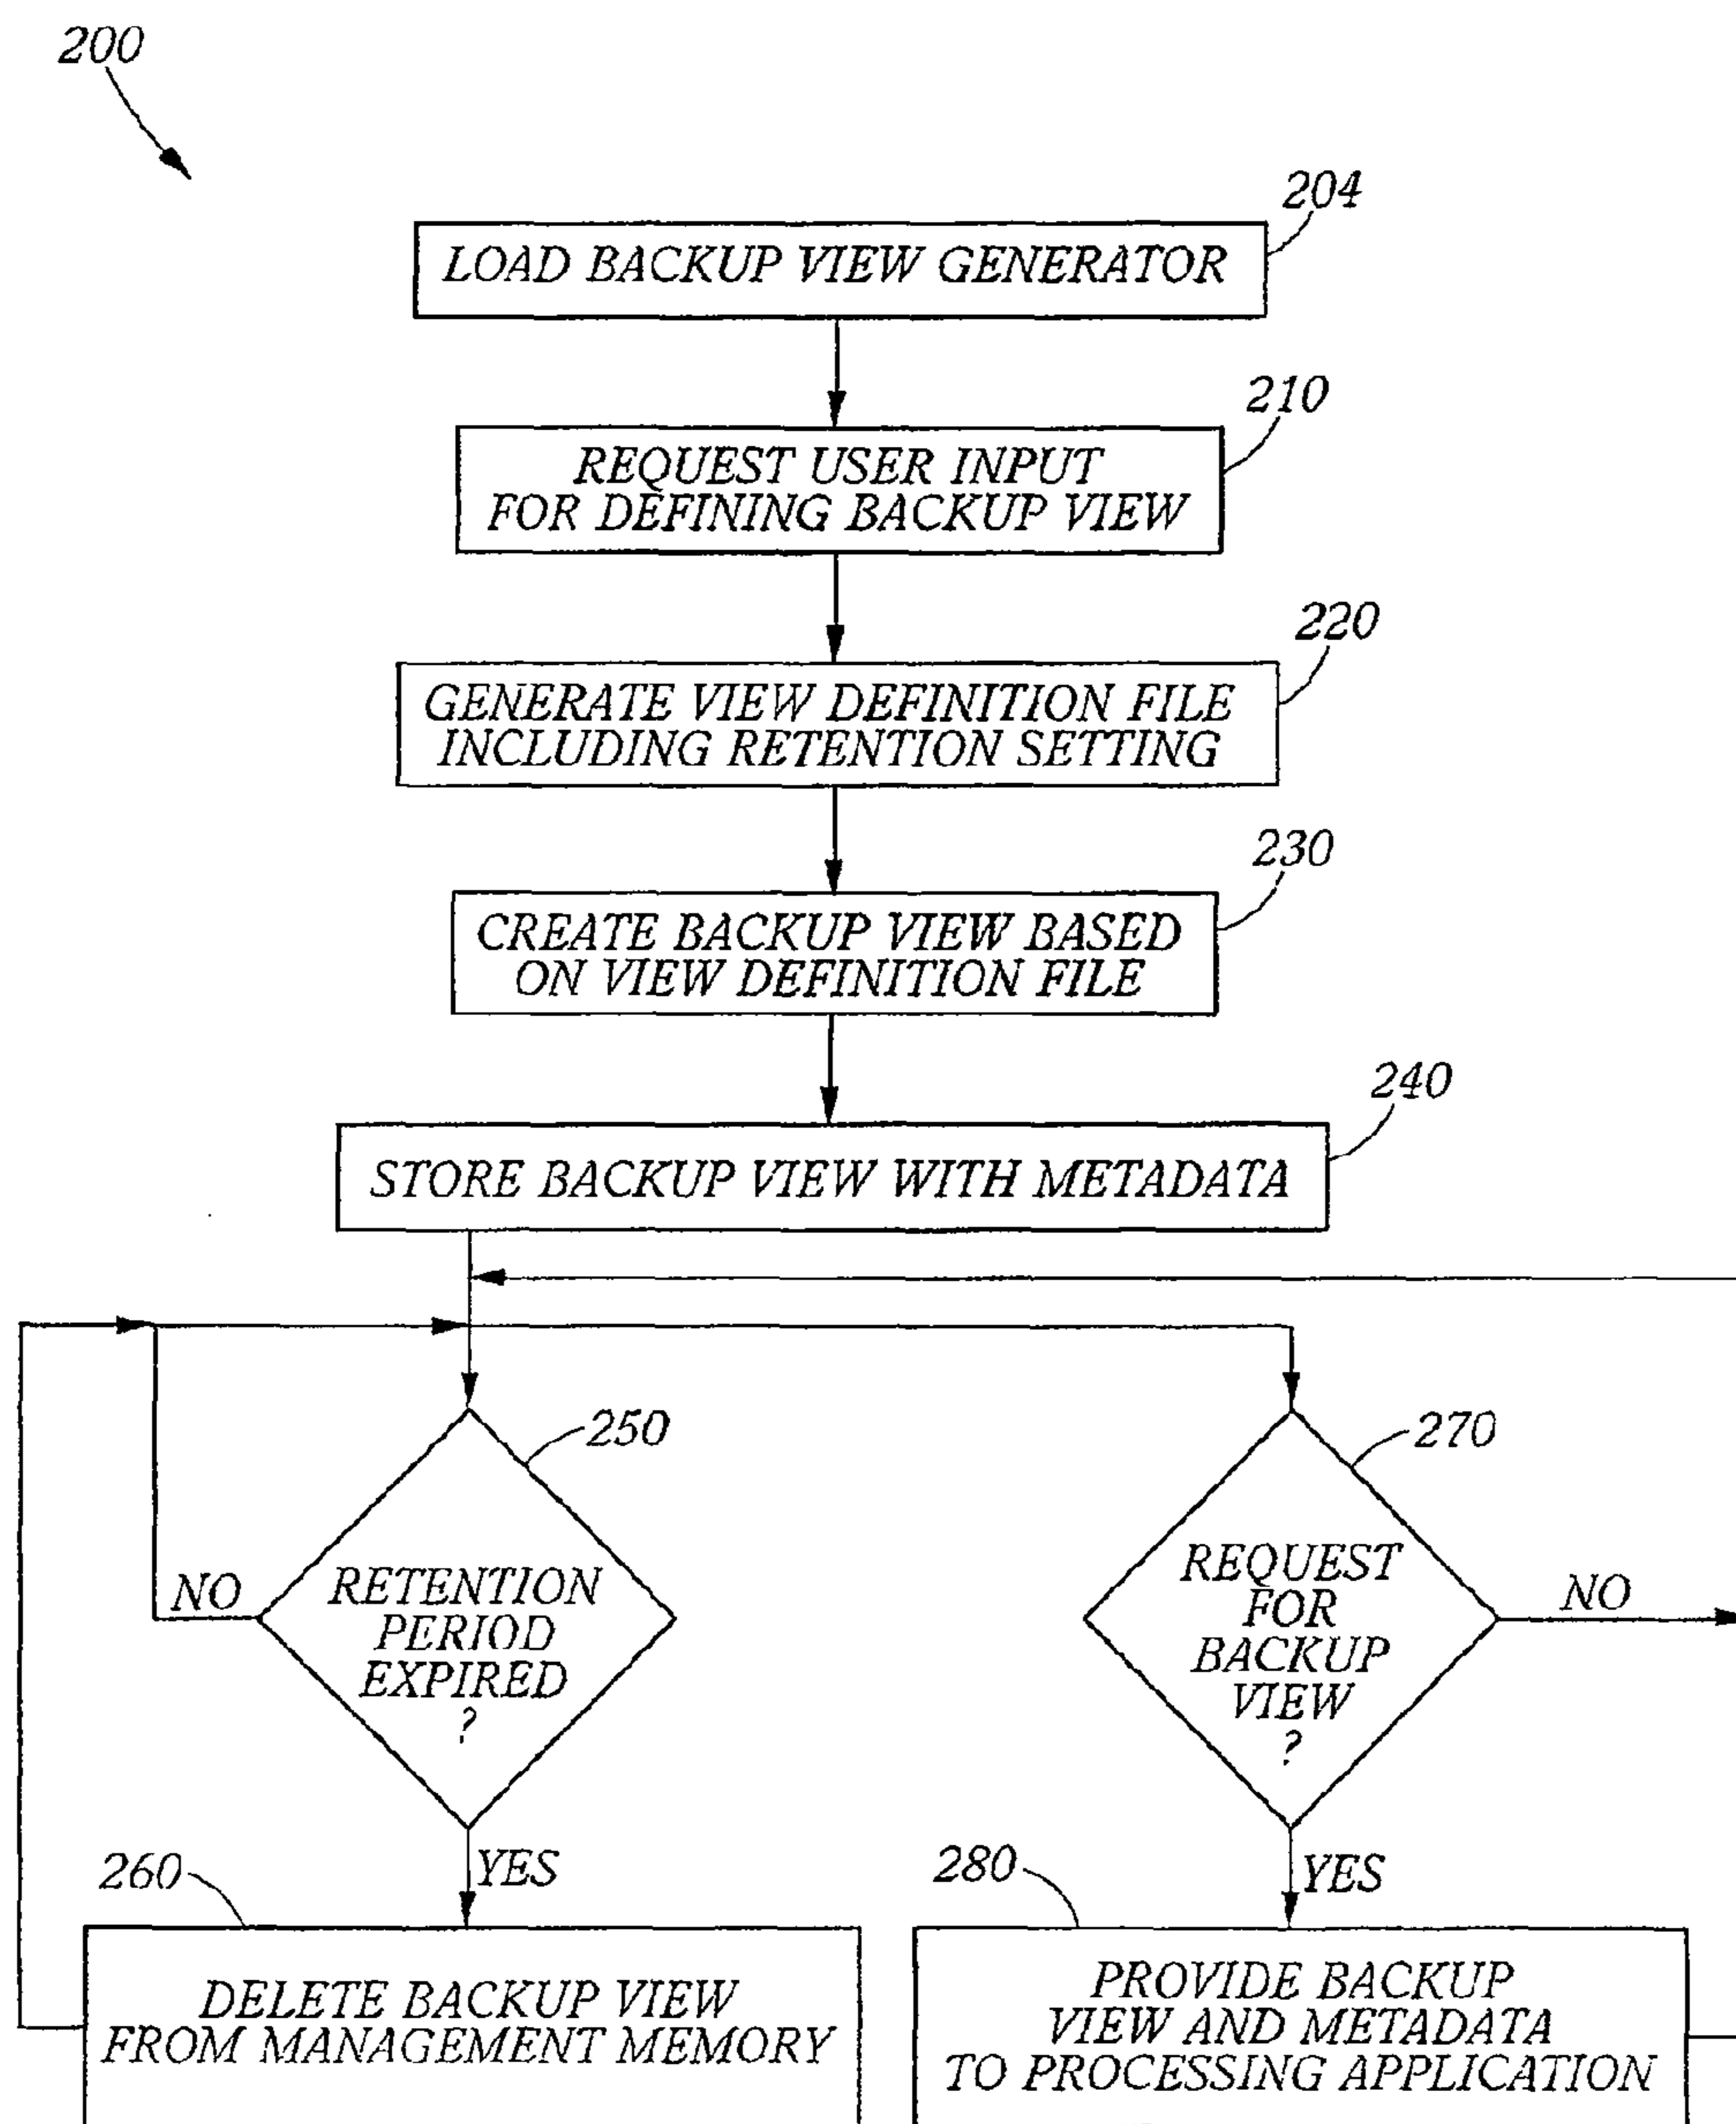 200
204
LOAD BACKUP VIEW GENERATOR
210
REQUEST USER INPUT
FOR DEFINING BACKUP VIEW
220
GENERATE VIEW DEFINITION FILE
INCLUDING RETENTION SETTING
230
CREATE BACKUP VIEW BASED
ON VIEW DEFINITION FILE
240
STORE BACKUP VIEW WITH METADATA
250
NO
RETENTION
PERIOD
EXPIRED
?
YES
270
REQUEST
FOR
BACKUP
VIEW
?
NO
YES
260
DELETE BACKUP VIEW
FROM MANAGEMENT MEMORY
280
PROVIDE BACKUP
VIEW AND METADATA
TO PROCESSING APPLICATION